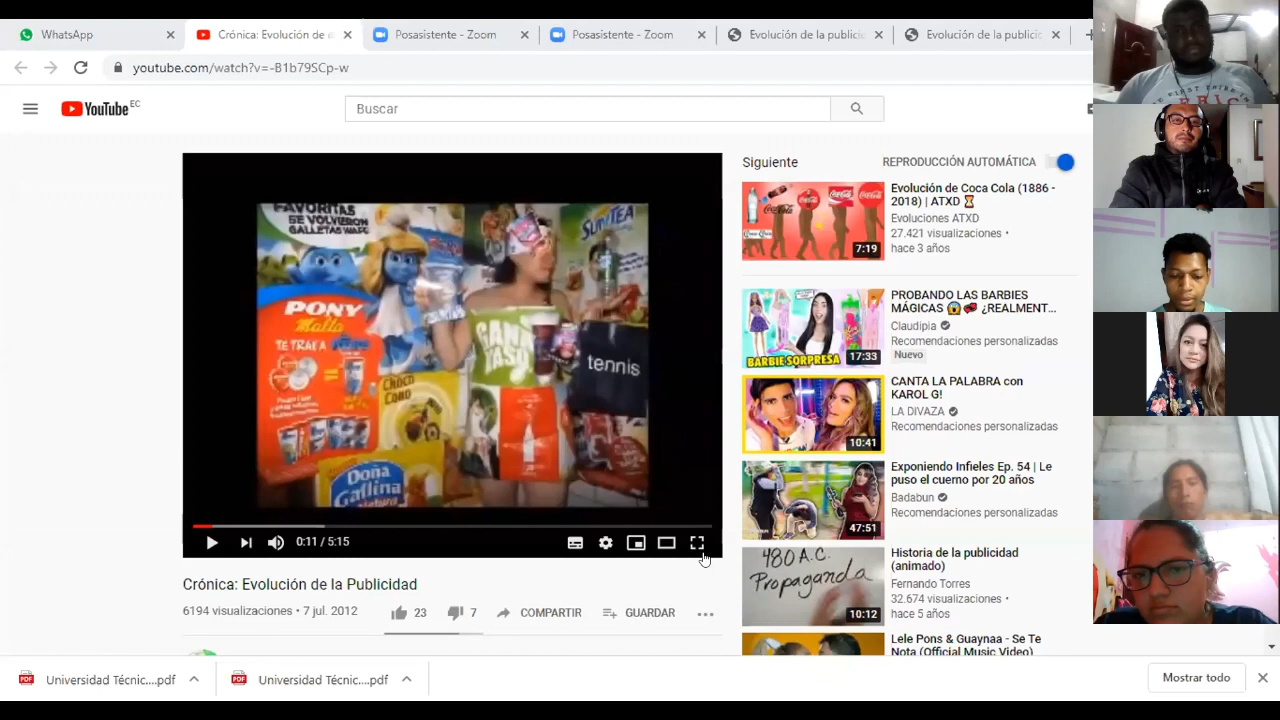 WhatsApp
Crónica: Evolución de
Posasistente - Zoom
Posasistente - Zoom
Evolución de la public
Evolución de la public
youtube.com/watch?v=-B1b79SCp-w
YouTube EC
Buscar
FAVORITAS
SE VOLVIERON
GALLETAS WAFE
SUNTEA
PONY
Malta
TE TRAE A
tennis
CHOCO
CONO
Doña
Gallina
0:11 / 5:15
Crónica: Evolución de la Publicidad
6194 visualizaciones • 7 jul. 2012
23
7
COMPARTIR
GUARDAR
Siguiente
REPRODUCCIÓN AUTOMÁTICA
Evolución de Coca Cola (1886 -
2018) | ATXD ⏳
Evoluciones ATXD
27.421 visualizaciones •
hace 3 años
7:19
PROBANDO LAS BARBIES
MÁGICAS 😱💔 ¿REALMENT...
Claudipia
Recomendaciones personalizadas
Nuevo
BARBIE SORPRESA
17:33
CANTA LA PALABRA con
KAROL G!
LA DIVAZA
Recomendaciones personalizadas
10:41
Exponiendo Infieles Ep. 54 | Le
puso el cuerno por 20 años
Badabun
Recomendaciones personalizadas
47:51
480 A.C.
Propaganda
Historia de la publicidad
(animado)
Fernando Torres
32.674 visualizaciones •
hace 5 años
10:12
Lele Pons & Guaynaa - Se Te
Nota (Official Music Video)
Universidad Técnic....pdf
Universidad Técnic....pdf
Mostrar todo